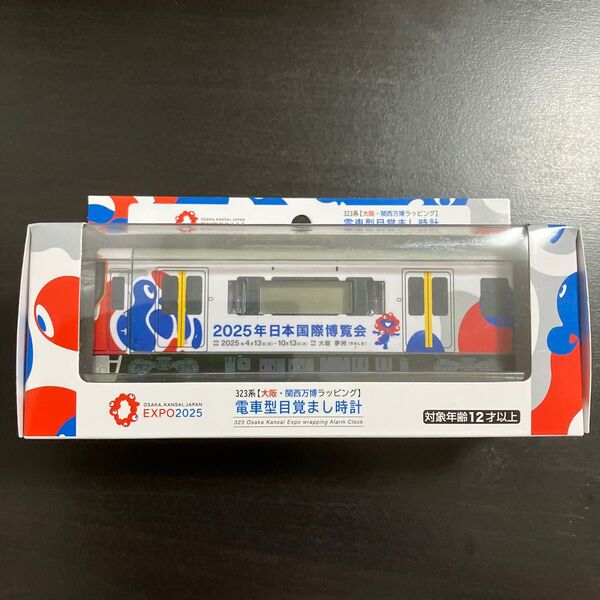 OSAKA, KANSAI, JAPAN
EXPO2025
323系【大阪・関西万博ラッピング】
電車型目覚まし時計
2025年日本国際博覧会
2025年4月13日(日)–10月13日(月)
大阪 夢洲(ゆめしま)
OSAKA, KANSAI, JAPAN
EXPO2025
323系【大阪・関西万博ラッピング】
電車型目覚まし時計
323 Osaka Kansai Expo wrapping Alarm Clock
対象年齢12才以上